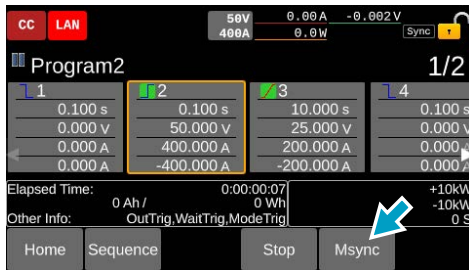 CC LAN 50V 0.00A -0.002V
400A 0.0W Sync
Program2 1/2
1 2 3 4
0.100 s 0.100 s 10.000 s 0.100 s
0.000 V 50.000 V 25.000 V 0.000 V
0.000 A 400.000 A 200.000 A 0.000
0.000 A -400.000 A -200.000 A 0.000
Elapsed Time: 0:00:00:07 +10kW
0 Ah / 0 Wh -10kW
Other Info: OutTrig,WaitTrig,ModeTrig 0 S
Home Sequence Stop Msync